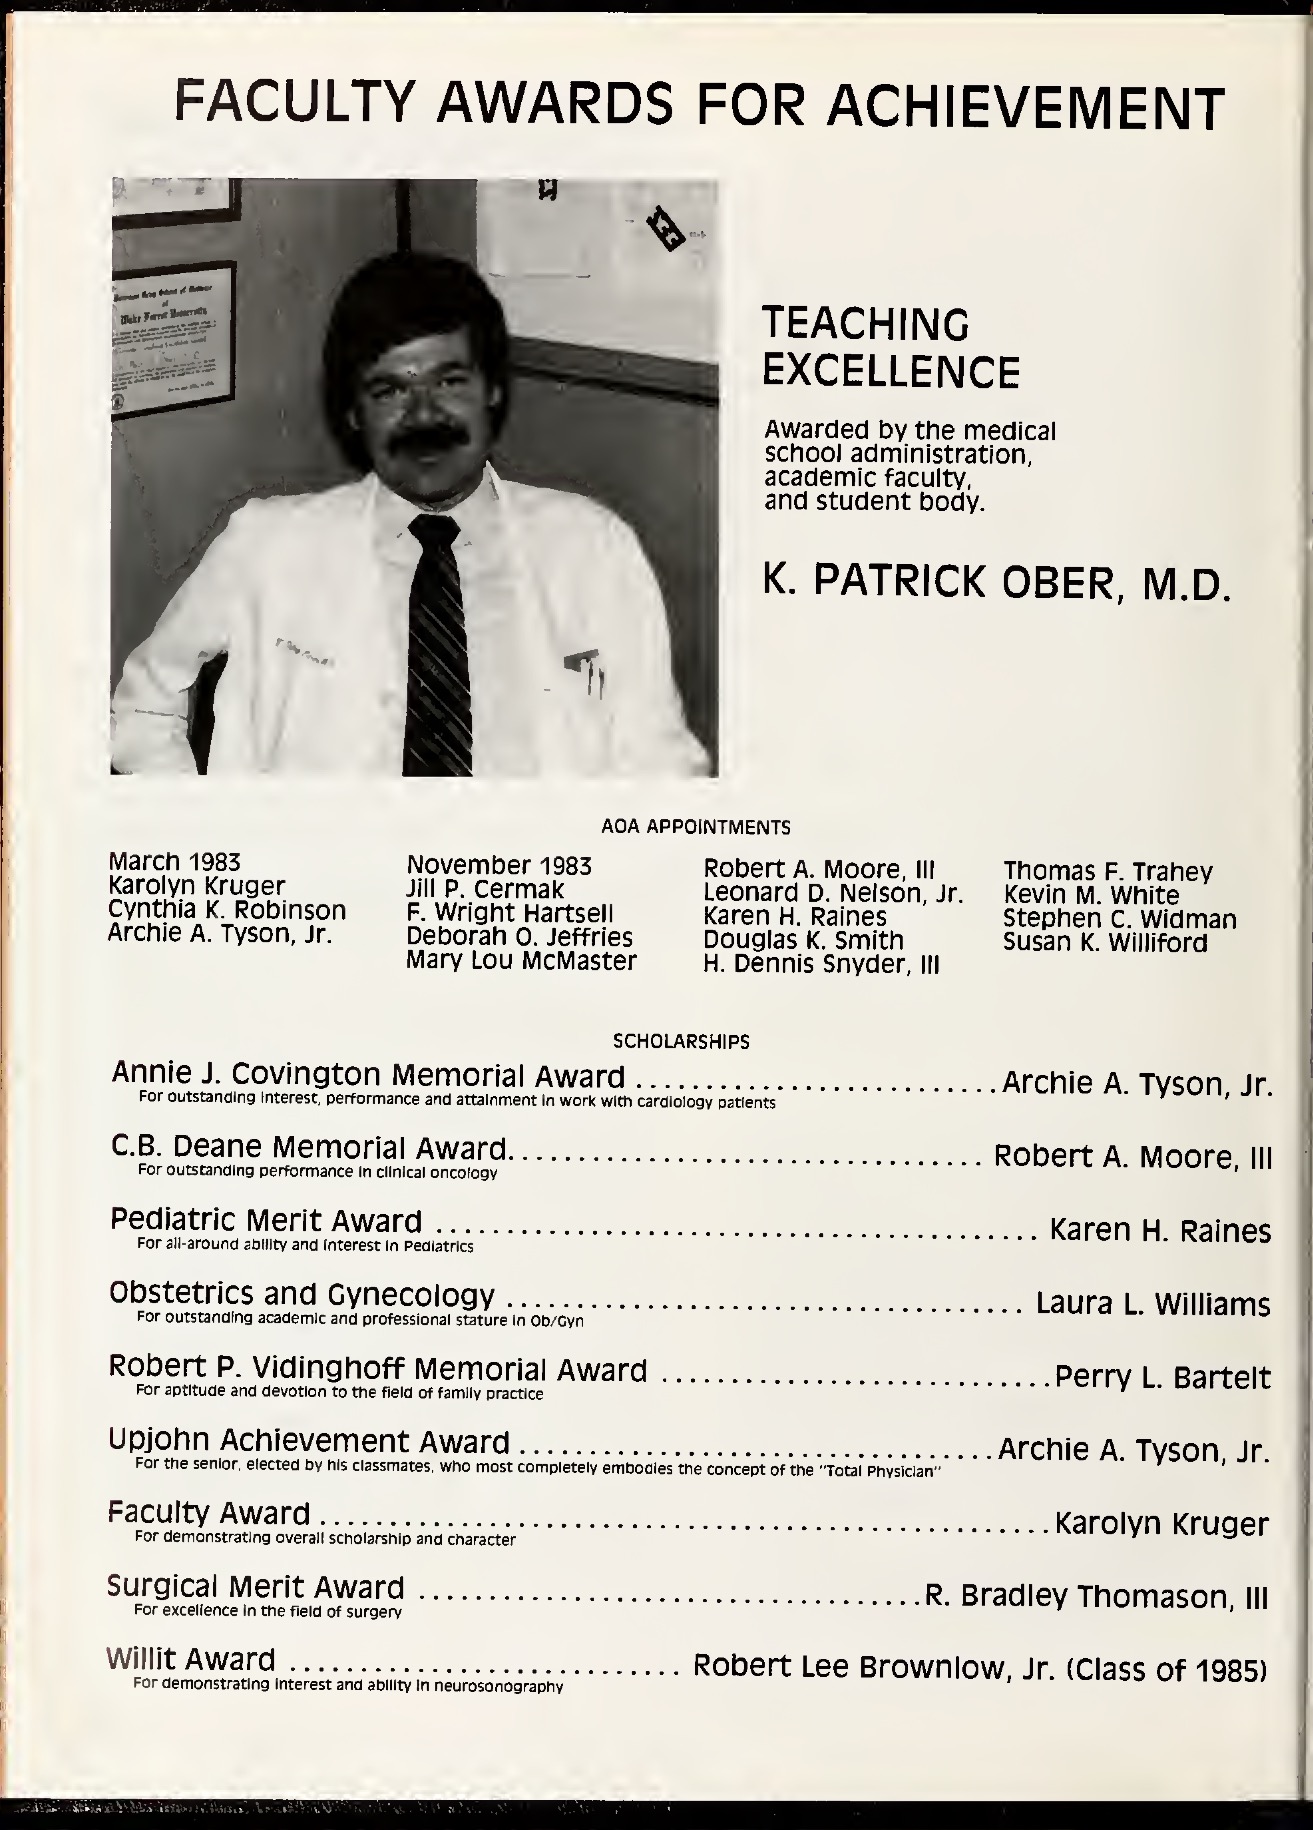 FACULTY AWARDS FOR ACHIEVEMENT
Wake Forest University
TEACHING
EXCELLENCE
Awarded by the medical
school administration,
academic faculty,
and student body.
K. PATRICK OBER, M.D.
AOA APPOINTMENTS
March 1983
Karolyn Kruger
Cynthia K. Robinson
Archie A. Tyson, Jr.
November 1983
Jill P. Cermak
F. Wright Hartsell
Deborah O. Jeffries
Mary Lou McMaster
Robert A. Moore, III
Leonard D. Nelson, Jr.
Karen H. Raines
Douglas K. Smith
H. Dennis Snyder, III
Thomas F. Trahey
Kevin M. White
Stephen C. Widman
Susan K. Williford
SCHOLARSHIPS
Annie J. Covington Memorial Award .......................... Archie A. Tyson, Jr.
For outstanding interest, performance and attainment in work with cardiology patients
C.B. Deane Memorial Award.................................. Robert A. Moore, III
For outstanding performance in clinical oncology
Pediatric Merit Award ........................................... Karen H. Raines
For all-around ability and interest in Pediatrics
Obstetrics and Gynecology ..................................... Laura L. Williams
For outstanding academic and professional stature in Ob/Gyn
Robert P. Vidinghoff Memorial Award ............................ Perry L. Bartelt
For aptitude and devotion to the field of family practice
Upjohn Achievement Award .................................. Archie A. Tyson, Jr.
For the senior, elected by his classmates, who most completely embodies the concept of the "Total Physician"
Faculty Award .................................................... Karolyn Kruger
For demonstrating overall scholarship and character
Surgical Merit Award .................................... R. Bradley Thomason, III
For excellence in the field of surgery
Willit Award ............................ Robert Lee Brownlow, Jr. (Class of 1985)
For demonstrating interest and ability in neurosonography